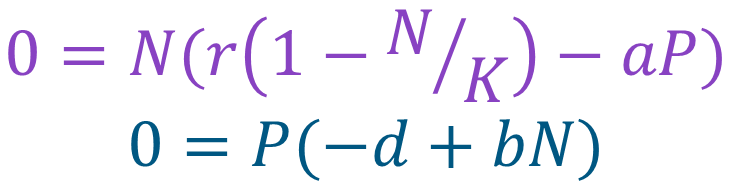 0 = N(r(1 − N/K) − aP)
0 = P(−d + bN)